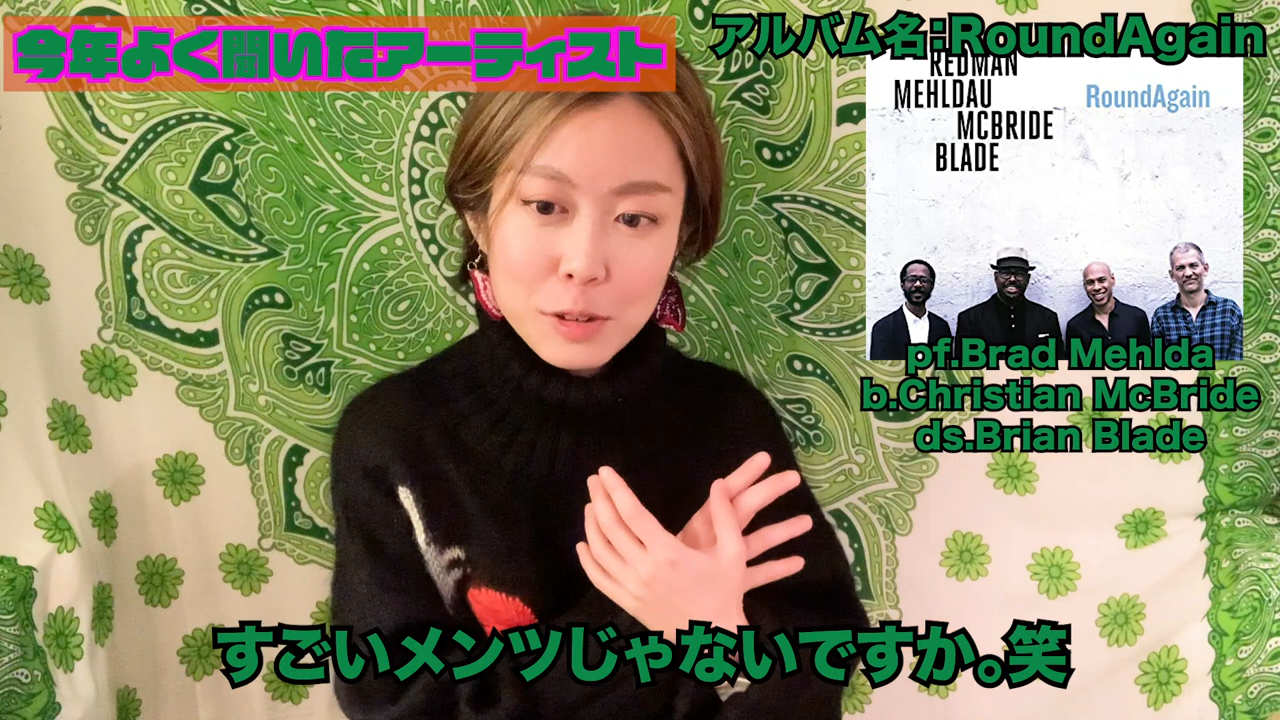 今年よく聞いたアーティスト
アルバム名：RoundAgain
REDMAN
MEHLDAU
RoundAgain
MCBRIDE
BLADE
pf.Brad Mehlda
b.Christian McBride
ds.Brian Blade
すごいメンツじゃないですか。笑